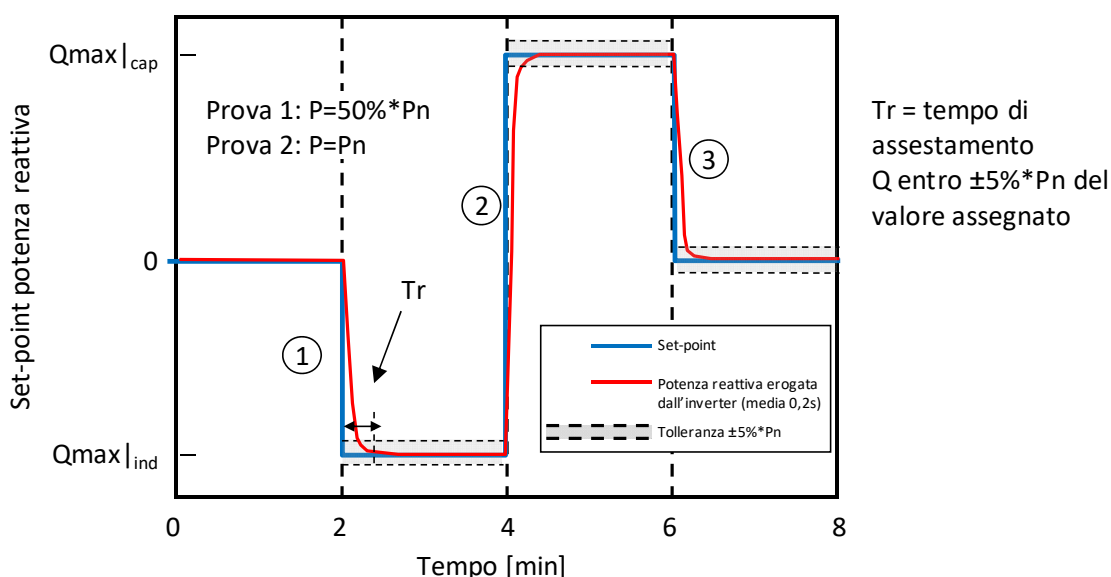 Set-point potenza reattiva
Qmax|cap
0
Qmax|ind
Prova 1: P=50%*Pn
Prova 2: P=Pn
1
Tr
2
3
Set-point
Potenza reattiva erogata
dall'inverter (media 0,2s)
Tolleranza ±5%*Pn
0
2
4
6
8
Tempo [min]
Tr = tempo di
assestamento
Q entro ±5%*Pn del
valore assegnato